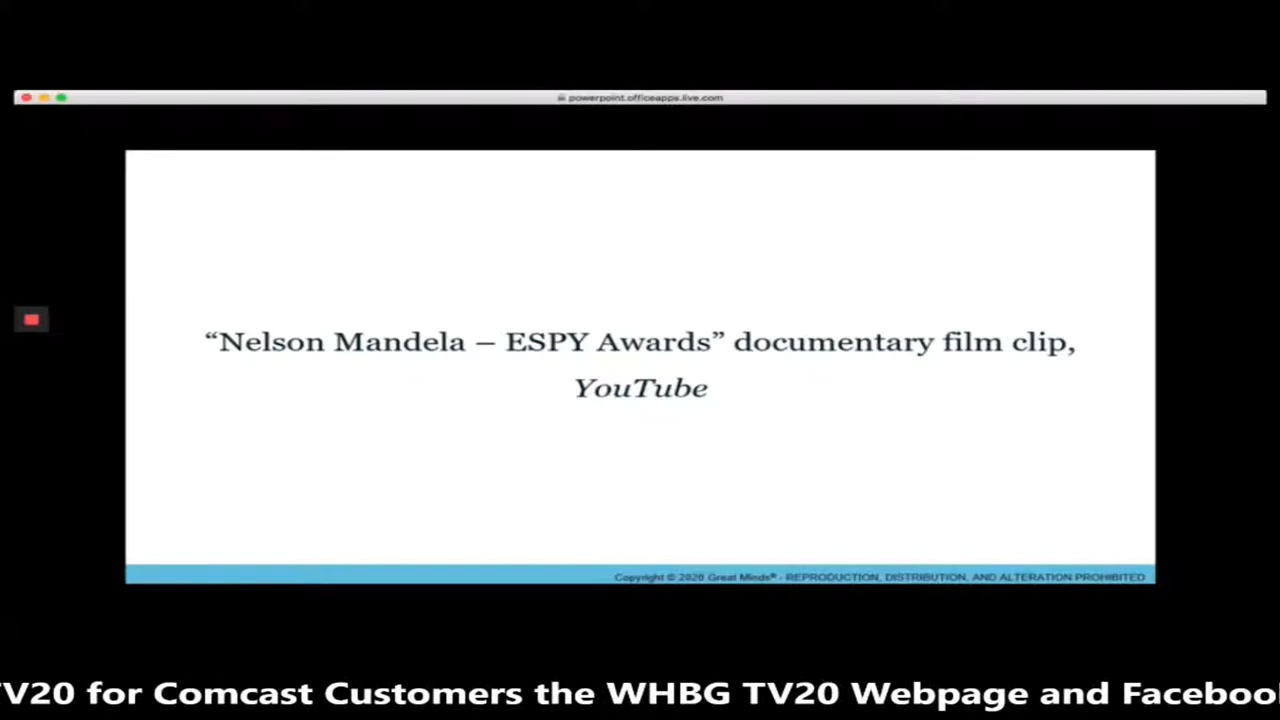 powerpoint.officeapps.live.com
“Nelson Mandela – ESPY Awards” documentary film clip,
YouTube
Copyright © 2020 Great Minds® - REPRODUCTION, DISTRIBUTION, AND ALTERATION PROHIBITED
TV20 for Comcast Customers the WHBG TV20 Webpage and Faceboo